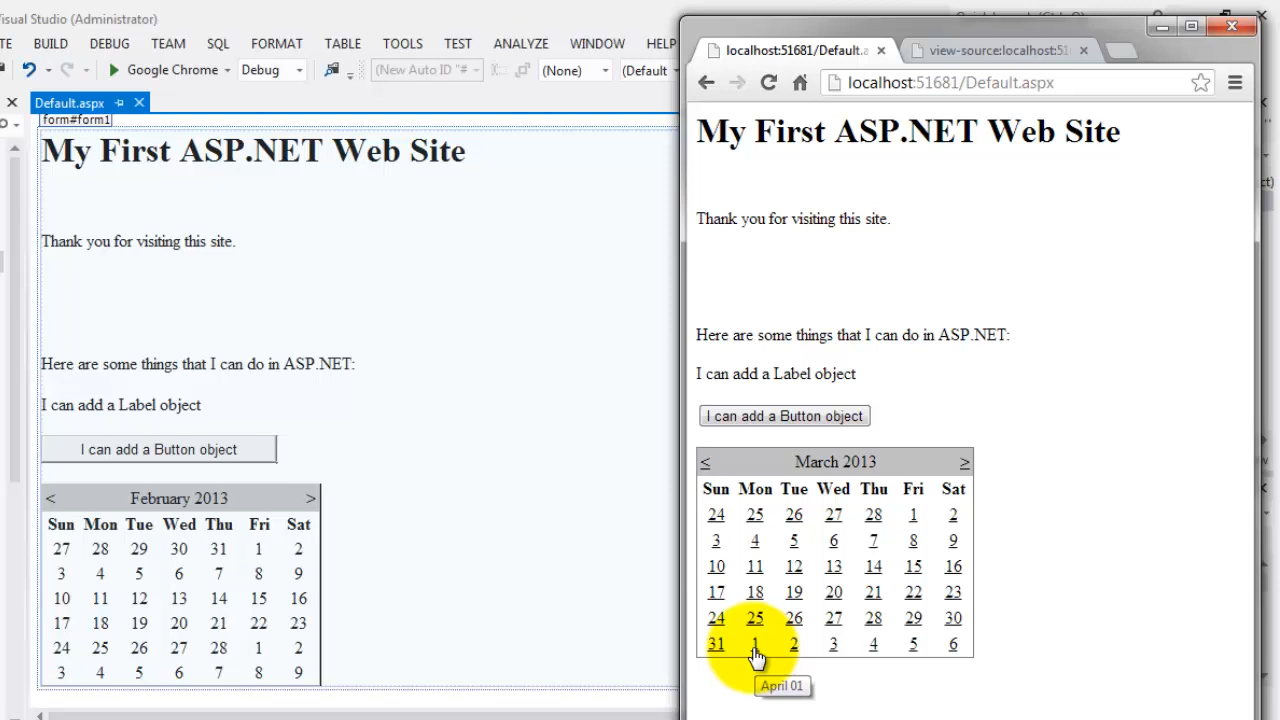 Visual Studio (Administrator)
TE BUILD DEBUG TEAM SQL FORMAT TABLE TOOLS TEST ANALYZE WINDOW HELP
Google Chrome Debug (New Auto ID "# (None) (Default
Default.aspx
form#form1
My First ASP.NET Web Site
Thank you for visiting this site.
Here are some things that I can do in ASP.NET:
I can add a Label object
I can add a Button object
< February 2013 >
Sun Mon Tue Wed Thu Fri Sat
27 28 29 30 31 1 2
3 4 5 6 7 8 9
10 11 12 13 14 15 16
17 18 19 20 21 22 23
24 25 26 27 28 1 2
3 4 5 6 7 8 9
localhost:51681/Default.a view-source:localhost:51
localhost:51681/Default.aspx
My First ASP.NET Web Site
Thank you for visiting this site.
Here are some things that I can do in ASP.NET:
I can add a Label object
I can add a Button object
< March 2013 >
Sun Mon Tue Wed Thu Fri Sat
24 25 26 27 28 1 2
3 4 5 6 7 8 9
10 11 12 13 14 15 16
17 18 19 20 21 22 23
24 25 26 27 28 29 30
31 1 2 3 4 5 6
April 01